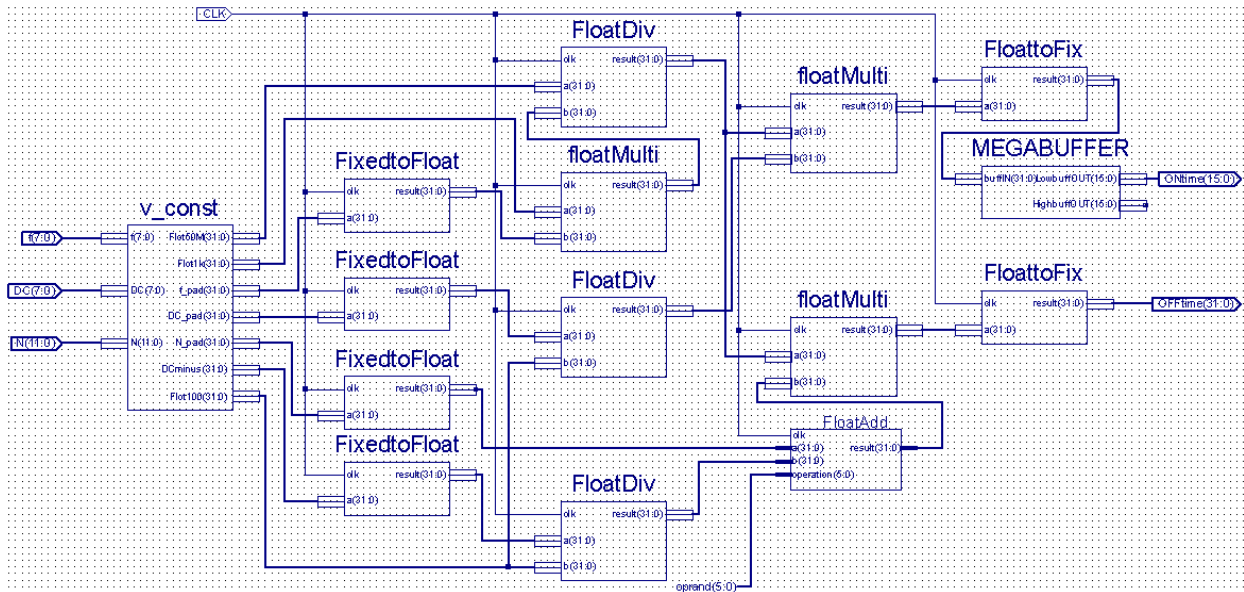 CLK
FloatDiv
clk
result(31:0)
a(31:0)
b(31:0)
floatMulti
clk
result(31:0)
a(31:0)
b(31:0)
FloattoFix
clk
result(31:0)
a(31:0)
MEGABUFFER
buffIN(31:0)
LowbuffOUT(15:0)
HighbuffOUT(15:0)
ONtime(15:0)
FixedtoFloat
clk
result(31:0)
a(31:0)
floatMulti
clk
result(31:0)
a(31:0)
b(31:0)
v_const
f(7:0)
DC(7:0)
N(11:0)
f(7:0)
DC(7:0)
N(11:0)
Flot50M(31:0)
Flot1k(31:0)
f_pad(31:0)
DC_pad(31:0)
N_pad(31:0)
DCminus(31:0)
Flot100(31:0)
FixedtoFloat
clk
result(31:0)
a(31:0)
FloatDiv
clk
result(31:0)
a(31:0)
b(31:0)
floatMulti
clk
result(31:0)
a(31:0)
b(31:0)
FloattoFix
clk
result(31:0)
a(31:0)
OFFtime(31:0)
FixedtoFloat
clk
result(31:0)
a(31:0)
FixedtoFloat
clk
result(31:0)
a(31:0)
FloatDiv
clk
result(31:0)
a(31:0)
b(31:0)
FloatAdd
clk
a(31:0)
b(31:0)
operation(5:0)
result(31:0)
oprand(5:0)